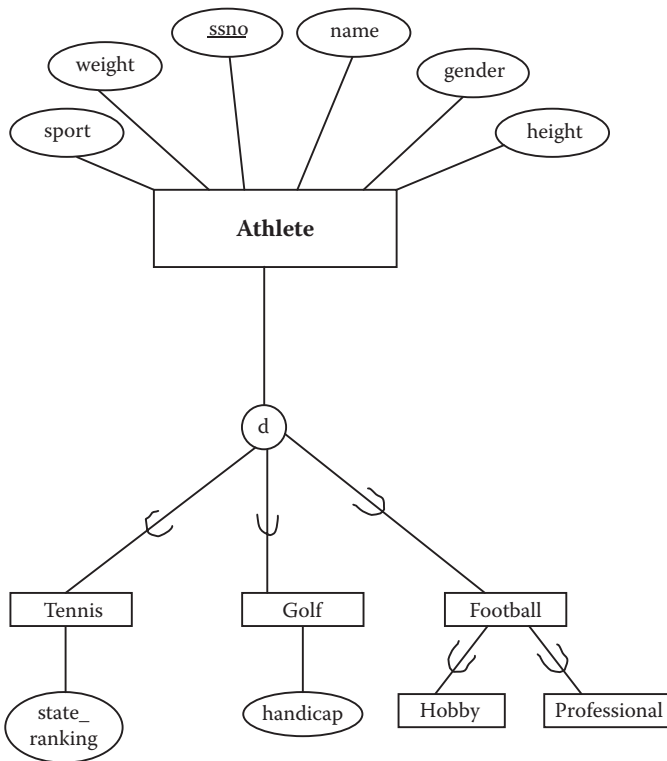 ssno
name
weight
gender
sport
height
Athlete
d
Tennis
Golf
Football
state_
ranking
handicap
Hobby
Professional